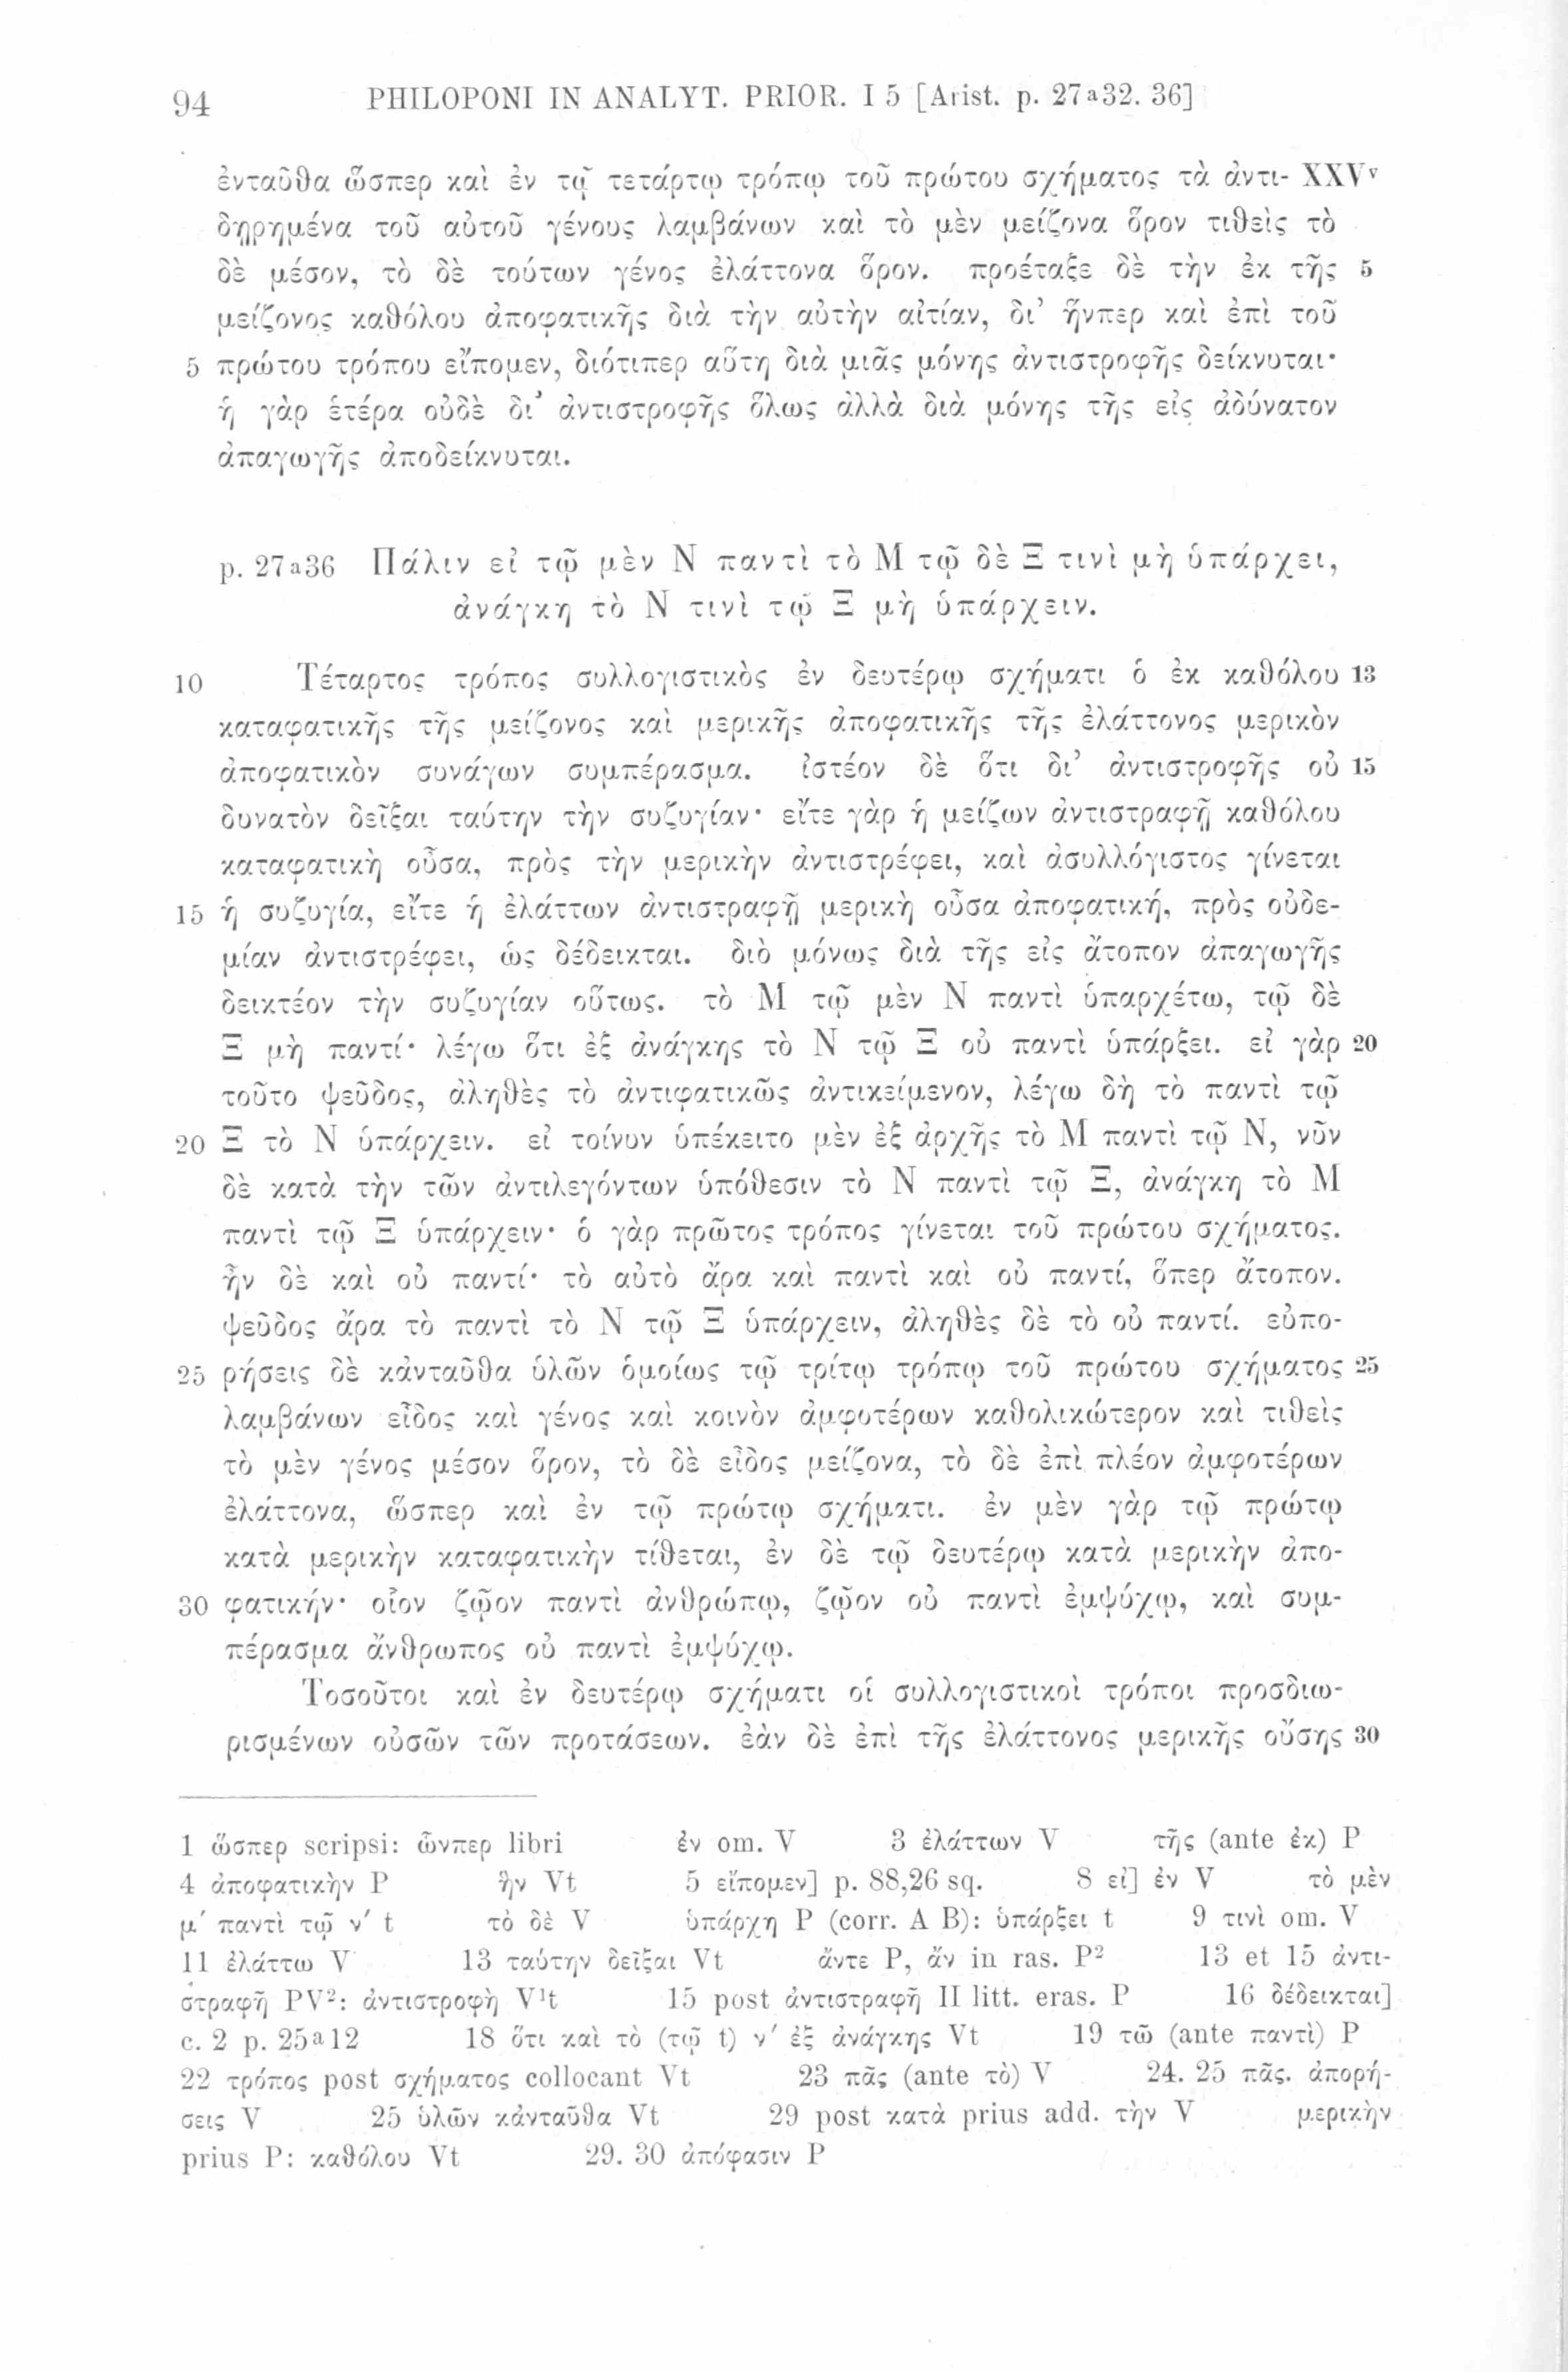 94 PHILOPONI IN ANALYT. PRIOR. I 5 [Arist. p. 27a32. 36]
ἐνταῦθα ὥσπερ καὶ ἐν τῷ τετάρτῳ τρόπῳ τοῦ πρώτου σχήματος τὰ ἀντι- XXVv
διῃρημένα τοῦ αὐτοῦ γένους λαμβάνων καὶ τὸ μὲν μείζονα ὅρον τιθεὶς τὸ
δὲ μέσον, τὸ δὲ τούτων γένος ἐλάττονα ὅρον. προέταξε δὲ τὴν ἐκ τῆς 5
μείζονος καθόλου ἀποφατικῆς διὰ τὴν αὐτὴν αἰτίαν, δι' ἥνπερ καὶ ἐπὶ τοῦ
5 πρώτου τρόπου εἴπομεν, διότιπερ αὕτη διὰ μιᾶς μόνης ἀντιστροφῆς δείκνυται·
ἡ γὰρ ἑτέρα οὐδὲ δι' ἀντιστροφῆς ὅλως ἀλλὰ διὰ μόνης τῆς εἰς ἀδύνατον
ἀπαγωγῆς ἀποδείκνυται.
p. 27a36 Πάλιν εἰ τῷ μὲν Ν παντὶ τὸ Μ τῷ δὲ Ξ τινὶ μὴ ὑπάρχει,
ἀνάγκη τὸ Ν τινὶ τῷ Ξ μὴ ὑπάρχειν.
10 Τέταρτος τρόπος συλλογιστικὸς ἐν δευτέρῳ σχήματι ὁ ἐκ καθόλου 13
καταφατικῆς τῆς μείζονος καὶ μερικῆς ἀποφατικῆς τῆς ἐλάττονος μερικὸν
ἀποφατικὸν συνάγων συμπέρασμα. ἰστέον δὲ ὅτι δι' ἀντιστροφῆς οὐ 15
δυνατὸν δεῖξαι ταύτην τὴν συζυγίαν· εἴτε γὰρ ἡ μείζων ἀντιστραφῇ καθόλου
καταφατικὴ οὖσα, πρὸς τὴν μερικὴν ἀντιστρέφει, καὶ ἀσυλλόγιστος γίνεται
15 ἡ συζυγία, εἴτε ἡ ἐλάττων ἀντιστραφῇ μερικὴ οὖσα ἀποφατική, πρὸς οὐδε-
μίαν ἀντιστρέφει, ὡς δέδεικται. διὸ μόνως διὰ τῆς εἰς ἄτοπον ἀπαγωγῆς
δεικτέον τὴν συζυγίαν οὕτως. τὸ Μ τῷ μὲν Ν παντὶ ὑπαρχέτω, τῷ δὲ
Ξ μὴ παντί· λέγω ὅτι ἐξ ἀνάγκης τὸ Ν τῷ Ξ οὐ παντὶ ὑπάρξει. εἰ γὰρ 20
τοῦτο ψεῦδος, ἀληθὲς τὸ ἀντιφατικῶς ἀντικείμενον, λέγω δὴ τὸ παντὶ τῷ
20 Ξ τὸ Ν ὑπάρχειν. εἰ τοίνυν ὑπέκειτο μὲν ἐξ ἀρχῆς τὸ Μ παντὶ τῷ Ν, νῦν
δὲ κατὰ τὴν τῶν ἀντιλεγόντων ὑπόθεσιν τὸ Ν παντὶ τῷ Ξ, ἀνάγκη τὸ Μ
παντὶ τῷ Ξ ὑπάρχειν· ὁ γὰρ πρῶτος τρόπος γίνεται τοῦ πρώτου σχήματος.
ἦν δὲ καὶ οὐ παντί· τὸ αὐτὸ ἄρα καὶ παντὶ καὶ οὐ παντί, ὅπερ ἄτοπον.
ψεῦδος ἄρα τὸ παντὶ τὸ Ν τῷ Ξ ὑπάρχειν, ἀληθὲς δὲ τὸ οὐ παντί. εὐπο-
25 ρήσεις δὲ κἀνταῦθα ὑλῶν ὁμοίως τῷ τρίτῳ τρόπῳ τοῦ πρώτου σχήματος 25
λαμβάνων εἶδος καὶ γένος καὶ κοινὸν ἀμφοτέρων καθολικώτερον καὶ τιθεὶς
τὸ μὲν γένος μέσον ὅρον, τὸ δὲ εἶδος μείζονα, τὸ δὲ ἐπὶ πλέον ἀμφοτέρων
ἐλάττονα, ὥσπερ καὶ ἐν τῷ πρώτῳ σχήματι. ἐν μὲν γὰρ τῷ πρώτῳ
κατὰ μερικὴν καταφατικὴν τίθεται, ἐν δὲ τῷ δευτέρῳ κατὰ μερικὴν ἀπο-
30 φατικήν· οἷον ζῷον παντὶ ἀνθρώπῳ, ζῷον οὐ παντὶ ἐμψύχῳ, καὶ συμ-
πέρασμα ἄνθρωπος οὐ παντὶ ἐμψύχῳ.
Τοσοῦτοι καὶ ἐν δευτέρῳ σχήματι οἱ συλλογιστικοὶ τρόποι προσδιω-
ρισμένων οὐσῶν τῶν προτάσεων. ἐὰν δὲ ἐπὶ τῆς ἐλάττονος μερικῆς οὔσης 30
1 ὥσπερ scripsi: ὧνπερ libri ἐν om. V 3 ἐλάττων V τῆς (ante ἐκ) P
4 ἀποφατικὴν P ἣν Vt 5 εἴπομεν] p. 88,26 sq. 8 εἰ] ἐν V τὸ μὲν
μ' παντὶ τῷ ν' t τὸ δὲ V ὑπάρχῃ P (corr. A B): ὑπάρξει t 9 τινὶ om. V
11 ἐλάττω V 13 ταύτην δεῖξαι Vt ἄντε P, ἄν in ras. P² 13 et 15 ἀντι-
στραφῇ PV²: ἀντιστροφὴ V¹t 15 post ἀντιστραφῇ II litt. eras. P 16 δέδεικται]
c. 2 p. 25a12 18 ὅτι καὶ τὸ (τῷ t) ν' ἐξ ἀνάγκης Vt 19 τῶ (ante παντὶ) P
22 τρόπος post σχήματος collocant Vt 23 πᾶς (ante τὸ) V 24. 25 πᾶς. ἀπορή-
σεις V 25 ὑλῶν κἀνταῦθα Vt 29 post κατὰ prius add. τὴν V μερικὴν
prius P: καθόλου Vt 29. 30 ἀπόφασιν P